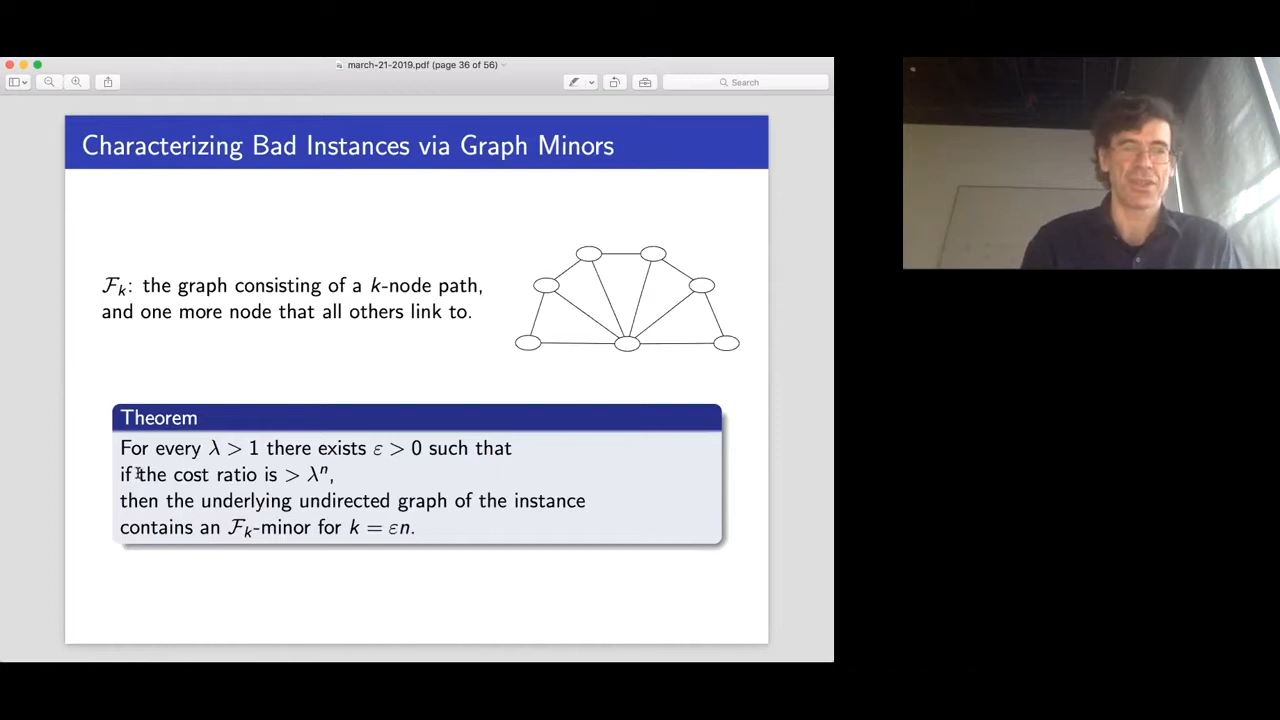 march-21-2019.pdf (page 36 of 56)
Search
Characterizing Bad Instances via Graph Minors
𝓕ₖ: the graph consisting of a k-node path,
and one more node that all others link to.
Theorem
For every λ > 1 there exists ε > 0 such that
if the cost ratio is > λⁿ,
then the underlying undirected graph of the instance
contains an 𝓕ₖ-minor for k = εn.